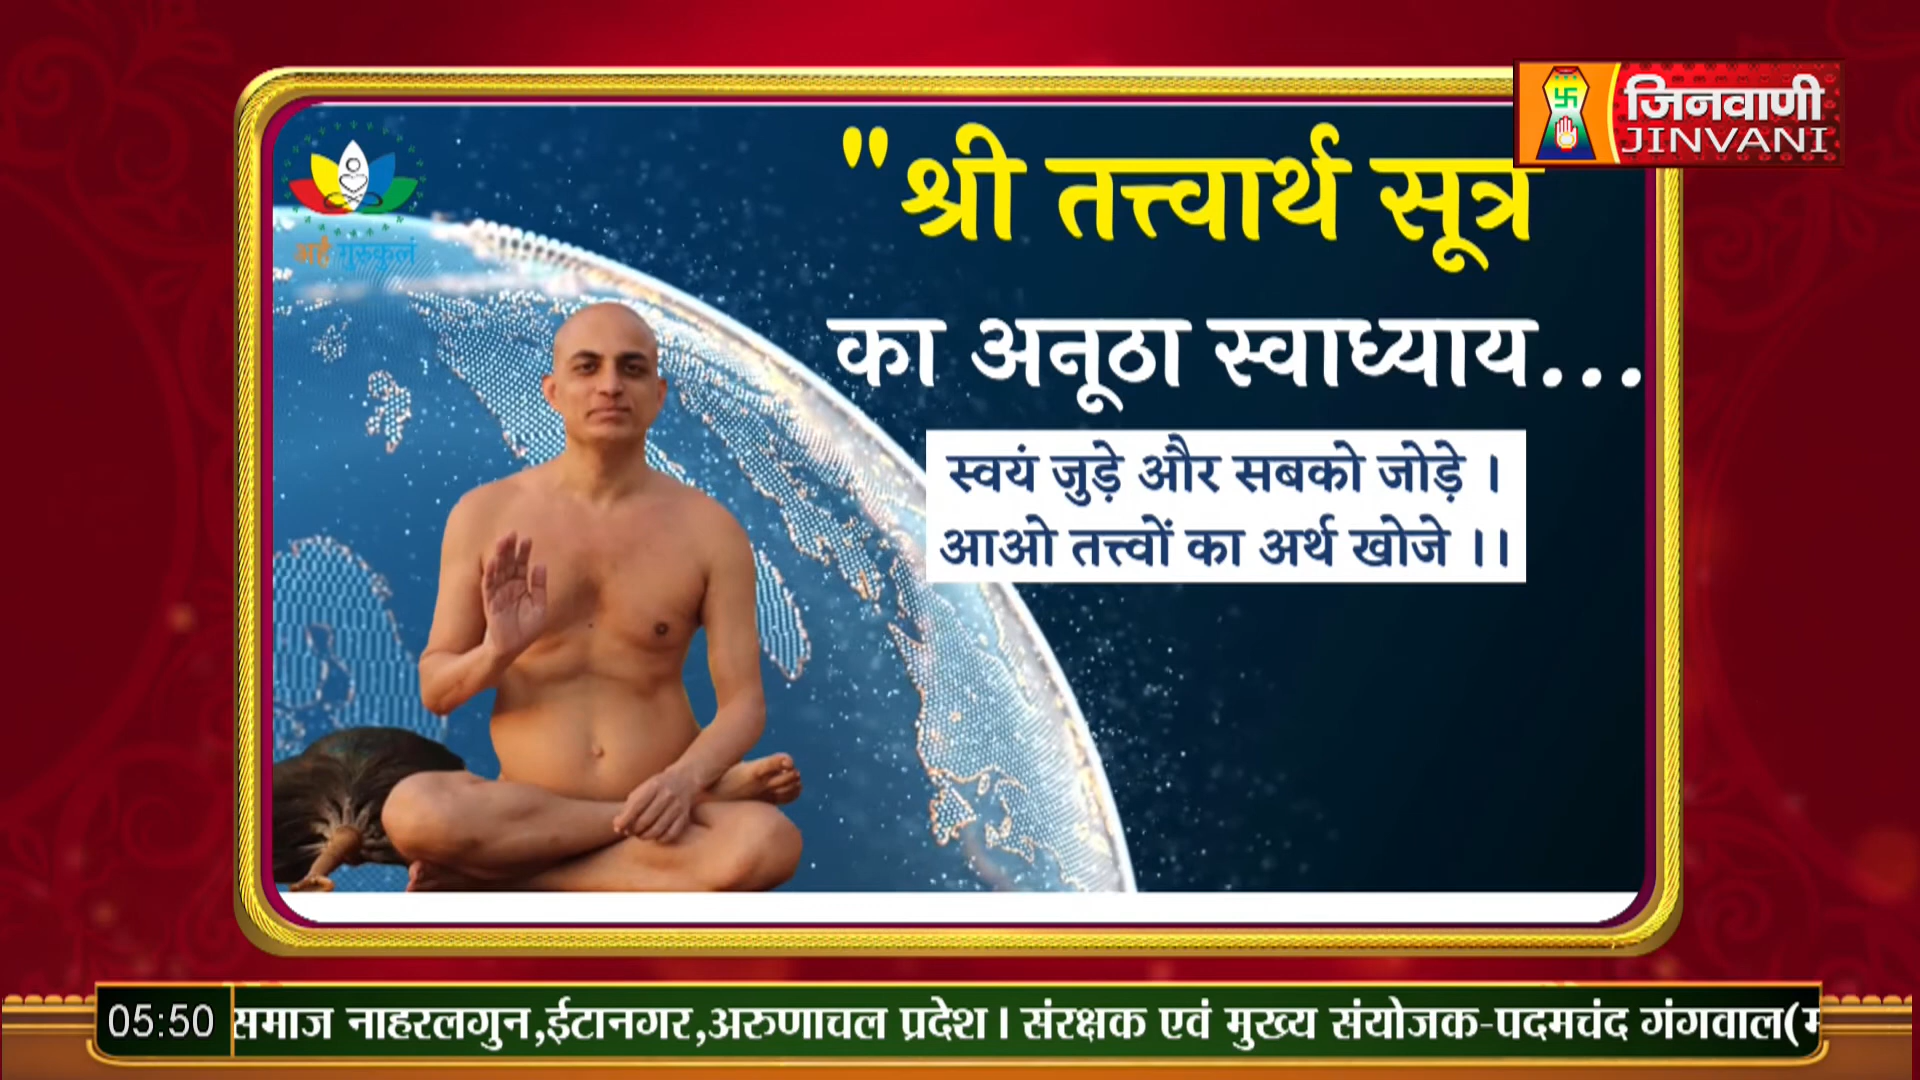 जिनवाणी
JINVANI
"श्री तत्त्वार्थ सूत्र
अर्हं गुरुकुलं
का अनूठा स्वाध्याय...
स्वयं जुड़े और सबको जोड़े ।
आओ तत्त्वों का अर्थ खोजे ।।
05:50
समाज नाहरलगुन,ईटानगर,अरुणाचल प्रदेश । संरक्षक एवं मुख्य संयोजक-पदमचंद गंगवाल(